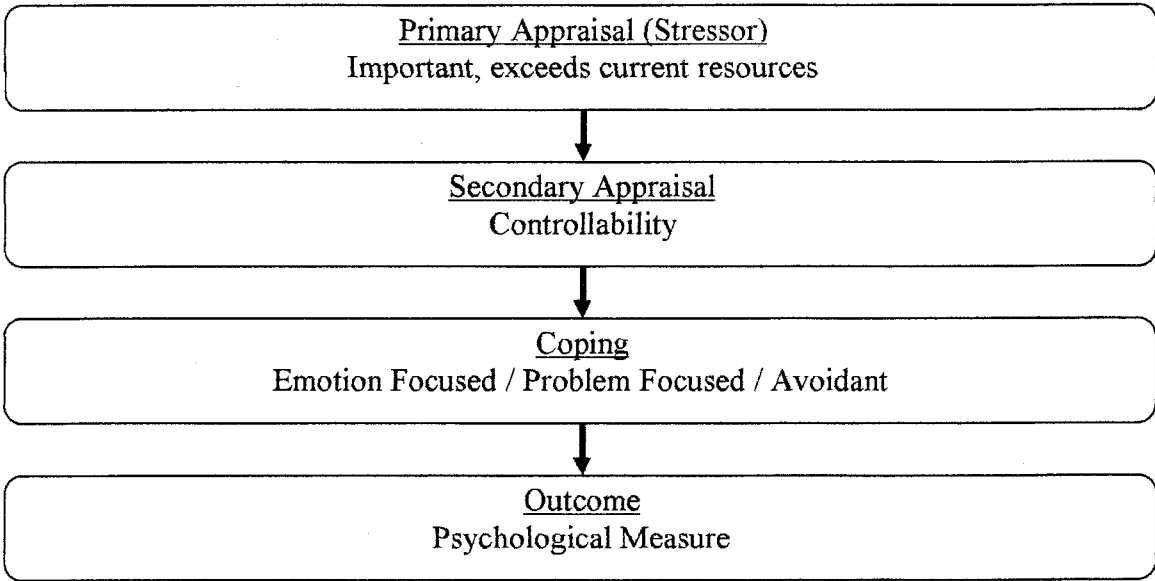 Primary Appraisal (Stressor)
Important, exceeds current resources
Secondary Appraisal
Controllability
Coping
Emotion Focused / Problem Focused / Avoidant
Outcome
Psychological Measure